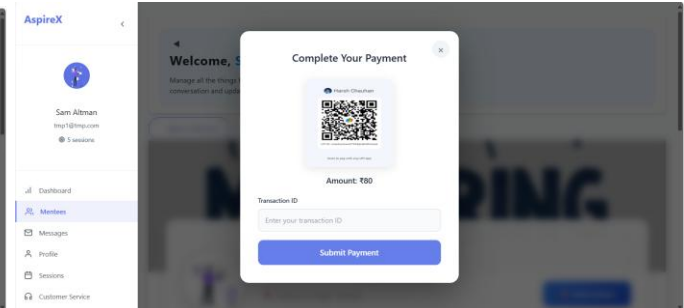 AspireX
Sam Altman
tmp1@tmp.com
5 sessions
Dashboard
Mentees
Messages
Profile
Sessions
Customer Service
Welcome,
Manage all the things
conversation and
Complete Your Payment
×
Harsh Chauhan
Amount: ₹80
Transaction ID
Enter your transaction ID
Submit Payment
RING